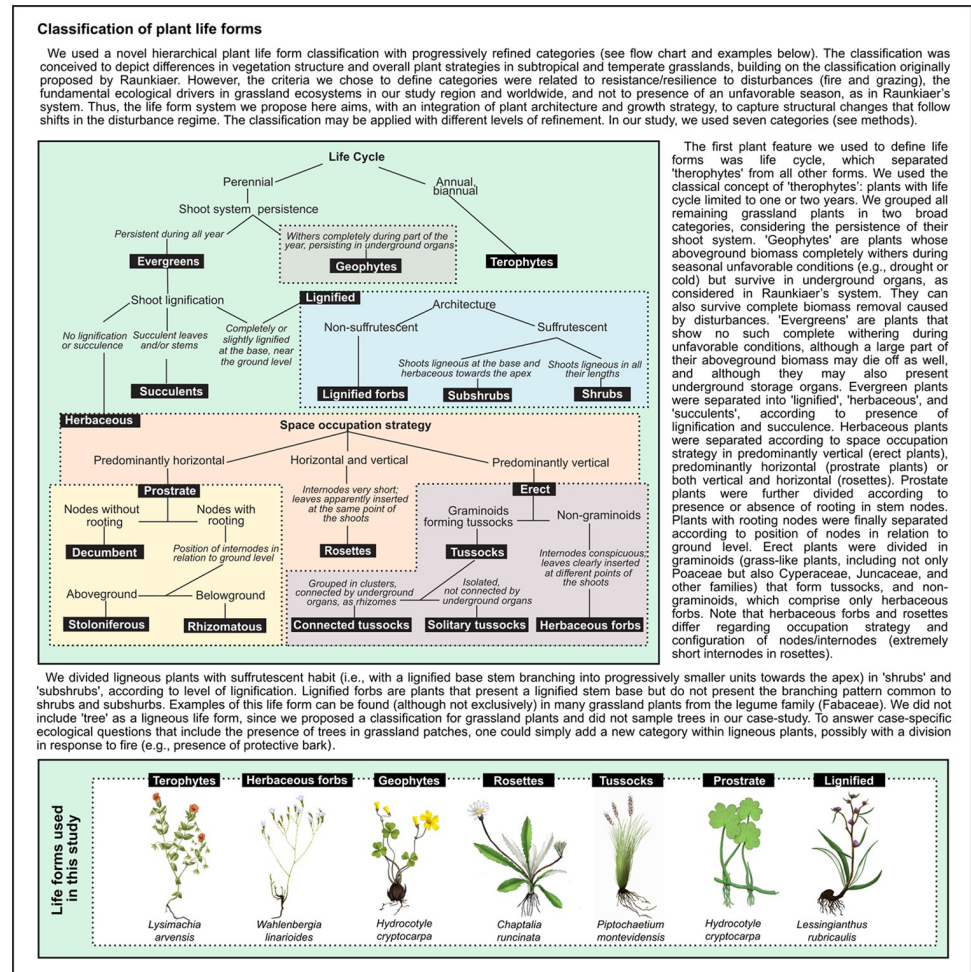 Classification of plant life forms
We used a novel hierarchical plant life form classification with progressively refined categories (see flow chart and examples below). The classification was
conceived to depict differences in vegetation structure and overall plant strategies in subtropical and temperate grasslands, building on the classification originally
proposed by Raunkiaer. However, the criteria we chose to define categories were related to resistance/resilience to disturbances (fire and grazing), the
fundamental ecological drivers in grassland ecosystems in our study region and worldwide, and not to presence of an unfavorable season, as in Raunkiaer's
system. Thus, the life form system we propose here aims, with an integration of plant architecture and growth strategy, to capture structural changes that follow
shifts in the disturbance regime. The classification may be applied with different levels of refinement. In our study, we used seven categories (see methods).
Life Cycle
Perennial
Annual,
biannual
Shoot system persistence
Persistent during all year
Withers completely during part of the
year, persisting in underground organs
Evergreens
Geophytes
Terophytes
Shoot lignification
Lignified
No lignification
or succulence
Succulent leaves
and/or stems
Completely or
slightly lignified
at the base, near
the ground level
Succulents
Architecture
Non-suffrutescent
Suffrutescent
Shoots ligneous at the base and
herbaceous towards the apex
Shoots ligneous in all
their lengths
Lignified forbs
Subshrubs
Shrubs
Herbaceous
Space occupation strategy
Predominantly horizontal
Horizontal and vertical
Predominantly vertical
Prostrate
Nodes without
rooting
Nodes with
rooting
Decumbent
Position of internodes in
relation to ground level
Aboveground
Belowground
Stoloniferous
Rhizomatous
Internodes very short;
leaves apparently inserted
at the same point of
the shoots
Rosettes
Erect
Graminoids
forming tussocks
Non-graminoids
Tussocks
Internodes conspicuous;
leaves clearly inserted
at different points of
the shoots
Grouped in clusters,
connected by underground
organs, as rhizomes
Isolated,
not connected by
underground organs
Connected tussocks
Solitary tussocks
Herbaceous forbs
The first plant feature we used to define life
forms was life cycle, which separated
'therophytes' from all other forms. We used the
classical concept of 'therophytes': plants with life
cycle limited to one or two years. We grouped all
remaining grassland plants in two broad
categories, considering the persistence of their
shoot system. 'Geophytes' are plants whose
aboveground biomass completely withers during
seasonal unfavorable conditions (e.g., drought or
cold) but survive in underground organs, as
considered in Raunkiaer's system. They can
also survive complete biomass removal caused
by disturbances. 'Evergreens' are plants that
show no such complete withering during
unfavorable conditions, although a large part of
their aboveground biomass may die off as well,
and although they may also present
underground storage organs. Evergreen plants
were separated into 'lignified', 'herbaceous', and
'succulents', according to presence of
lignification and succulence. Herbaceous plants
were separated according to space occupation
strategy in predominantly vertical (erect plants),
predominantly horizontal (prostrate plants) or
both vertical and horizontal (rosettes). Prostate
plants were further divided according to
presence or absence of rooting in stem nodes.
Plants with rooting nodes were finally separated
according to position of nodes in relation to
ground level. Erect plants were divided in
graminoids (grass-like plants, including not only
Poaceae but also Cyperaceae, Juncaceae, and
other families) that form tussocks, and non-
graminoids, which comprise only herbaceous
forbs. Note that herbaceous forbs and rosettes
differ regarding occupation strategy and
configuration of nodes/internodes (extremely
short internodes in rosettes).
We divided ligneous plants with suffrutescent habit (i.e., with a lignified base stem branching into progressively smaller units towards the apex) in 'shrubs' and
'subshrubs', according to level of lignification. Lignified forbs are plants that present a lignified stem base but do not present the branching pattern common to
shrubs and subshurbs. Examples of this life form can be found (although not exclusively) in many grassland plants from the legume family (Fabaceae). We did not
include 'tree' as a ligneous life form, since we proposed a classification for grassland plants and did not sample trees in our case-study. To answer case-specific
ecological questions that include the presence of trees in grassland patches, one could simply add a new category within ligneous plants, possibly with a division
in response to fire (e.g., presence of protective bark).
Life forms used
in this study
Terophytes
Herbaceous forbs
Geophytes
Rosettes
Tussocks
Prostrate
Lignified
Lysimachia
arvensis
Wahlenbergia
linarioides
Hydrocotyle
cryptocarpa
Chaptalia
runcinata
Piptochaetium
montevidensis
Hydrocotyle
cryptocarpa
Lessingianthus
rubricaulis